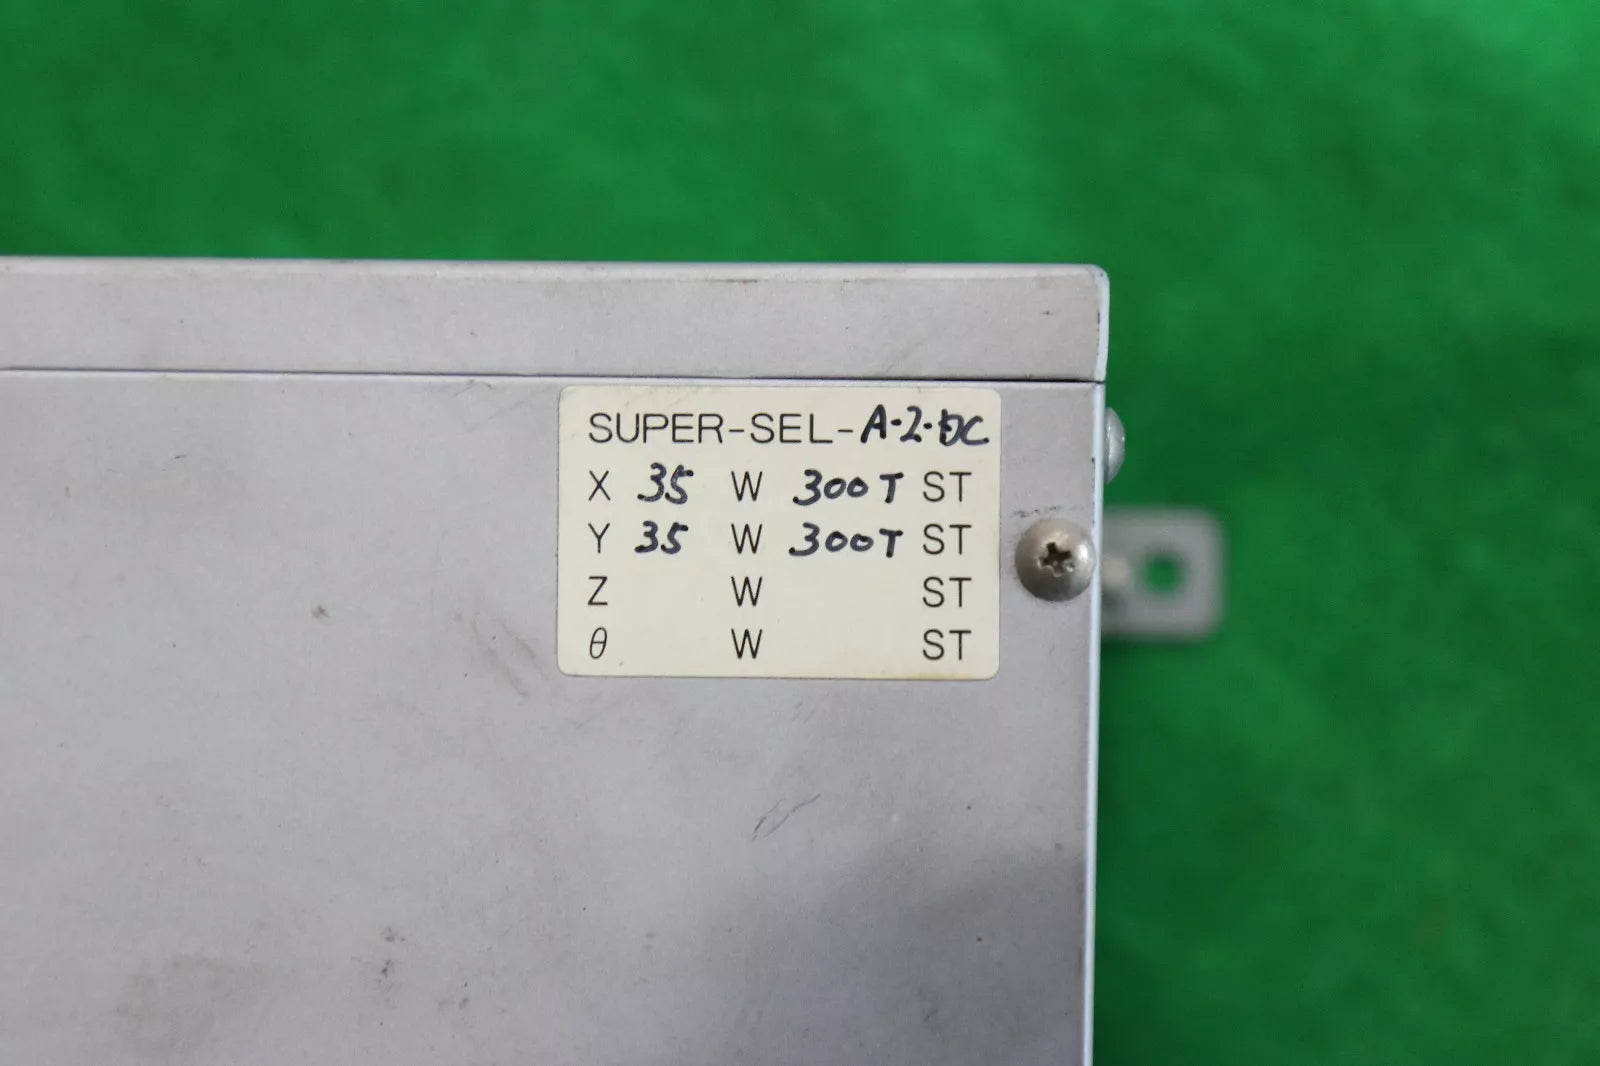 SUPER-SEL-A-2-DC
X 35 W 300T ST
Y 35 W 300T ST
Z W ST
θ W ST